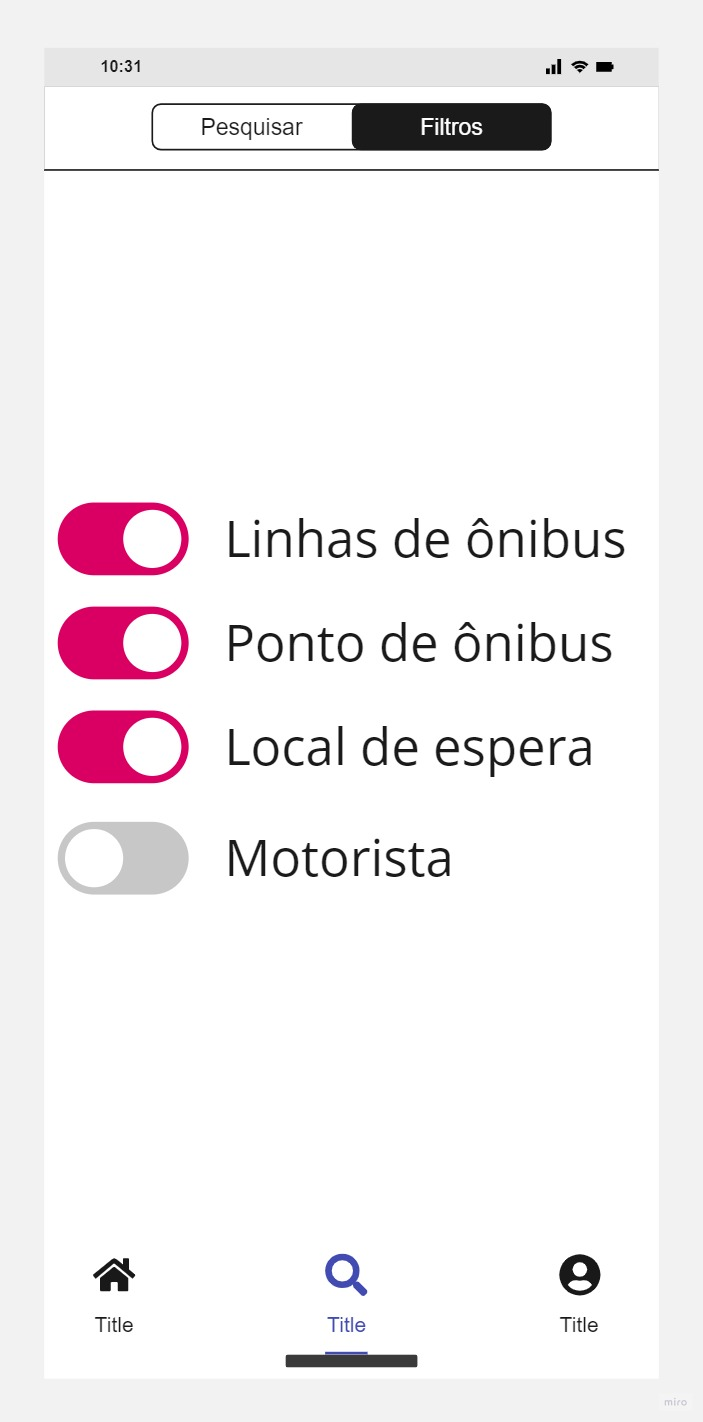 10:31
Pesquisar Filtros
Linhas de ônibus
Ponto de ônibus
Local de espera
Motorista
Title Title Title
miro